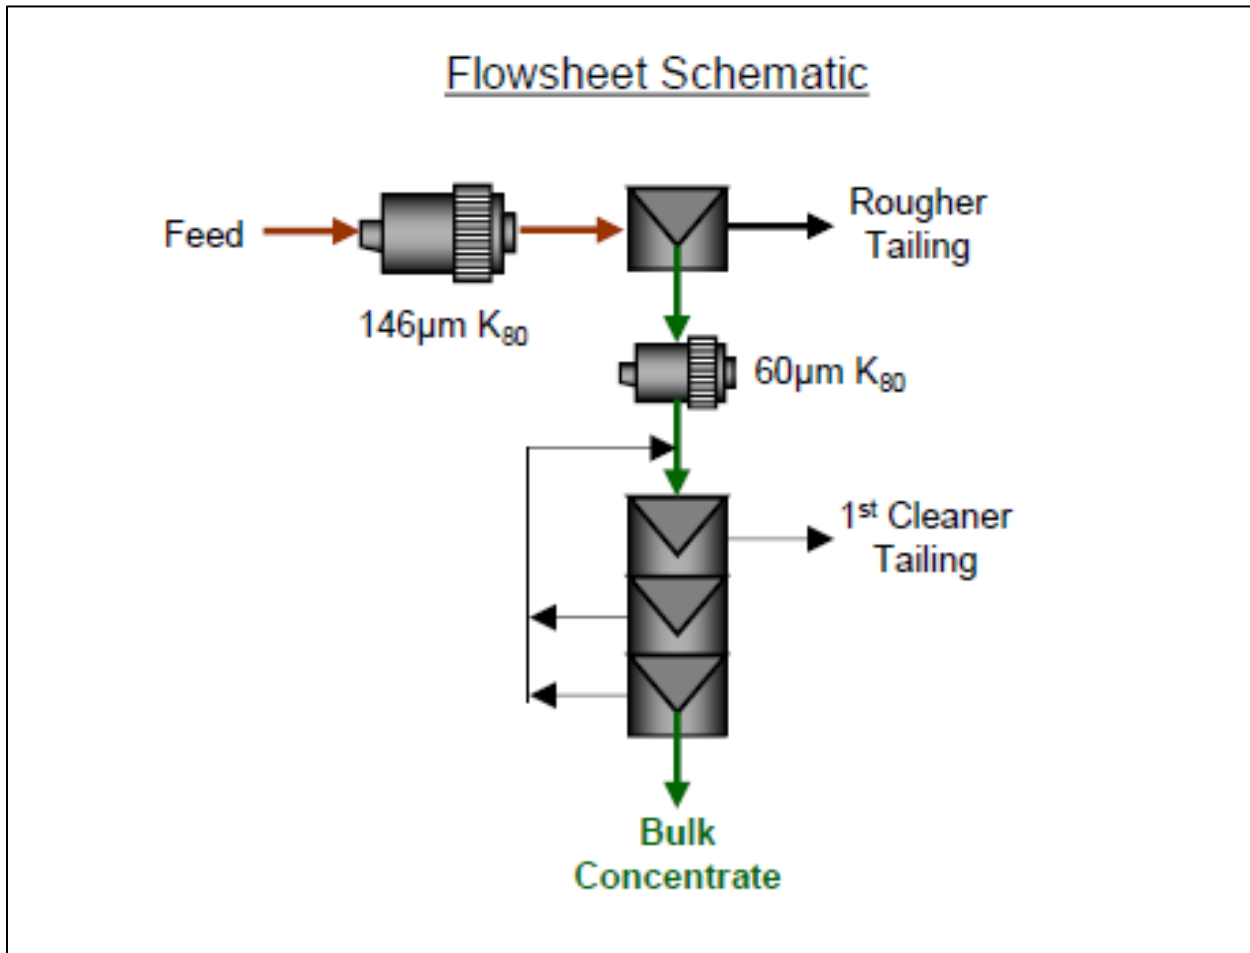 Flowsheet Schematic
Feed
Rougher
Tailing
146µm K80
60µm K80
1st Cleaner
Tailing
Bulk
Concentrate